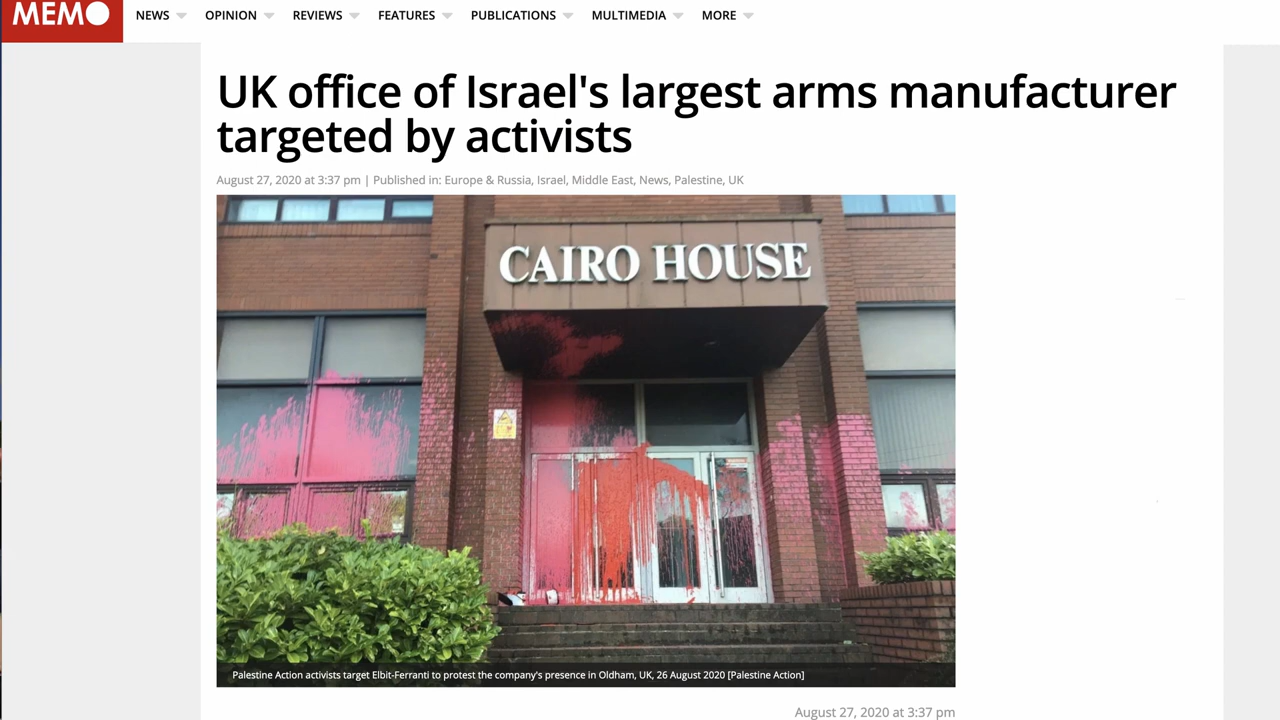 MEMO
NEWS OPINION REVIEWS FEATURES PUBLICATIONS MULTIMEDIA MORE
UK office of Israel's largest arms manufacturer
targeted by activists
August 27, 2020 at 3:37 pm | Published in: Europe & Russia, Israel, Middle East, News, Palestine, UK
CAIRO HOUSE
Palestine Action activists target Elbit-Ferranti to protest the company's presence in Oldham, UK, 26 August 2020 [Palestine Action]
August 27, 2020 at 3:37 pm